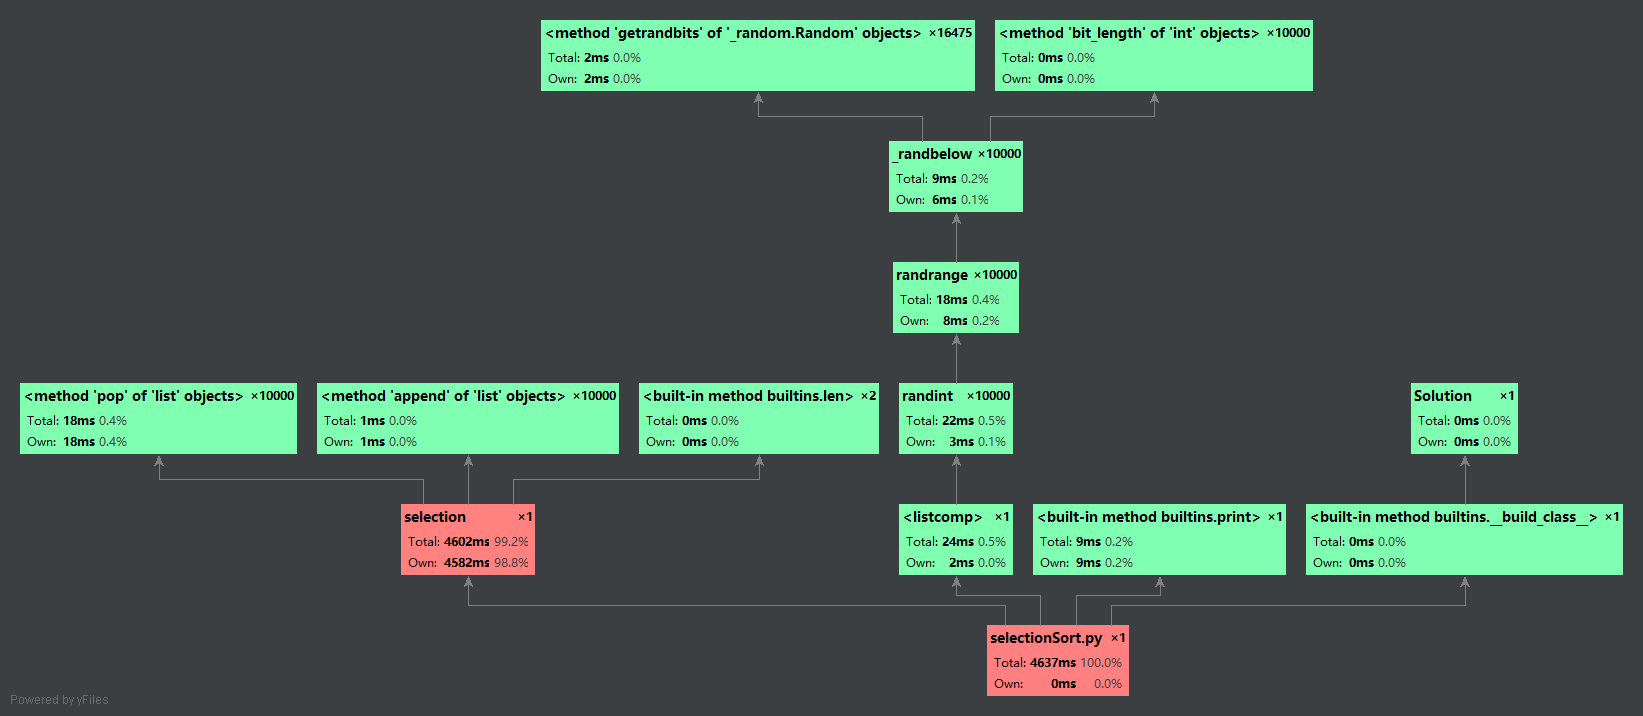 <method 'getrandbits' of '_random.Random' objects> ×16475
Total: 2ms 0.0%
Own: 2ms 0.0%
<method 'bit_length' of 'int' objects> ×10000
Total: 0ms 0.0%
Own: 0ms 0.0%
_randbelow ×10000
Total: 9ms 0.2%
Own: 6ms 0.1%
randrange ×10000
Total: 18ms 0.4%
Own: 8ms 0.2%
<method 'pop' of 'list' objects> ×10000
Total: 18ms 0.4%
Own: 18ms 0.4%
<method 'append' of 'list' objects> ×10000
Total: 1ms 0.0%
Own: 1ms 0.0%
<built-in method builtins.len> ×2
Total: 0ms 0.0%
Own: 0ms 0.0%
randint ×10000
Total: 22ms 0.5%
Own: 3ms 0.1%
Solution ×1
Total: 0ms 0.0%
Own: 0ms 0.0%
selection ×1
Total: 4602ms 99.2%
Own: 4582ms 98.8%
<listcomp> ×1
Total: 24ms 0.5%
Own: 2ms 0.0%
<built-in method builtins.print> ×1
Total: 9ms 0.2%
Own: 9ms 0.2%
<built-in method builtins.__build_class__> ×1
Total: 0ms 0.0%
Own: 0ms 0.0%
selectionSort.py ×1
Total: 4637ms 100.0%
Own: 0ms 0.0%
Powered by yFiles